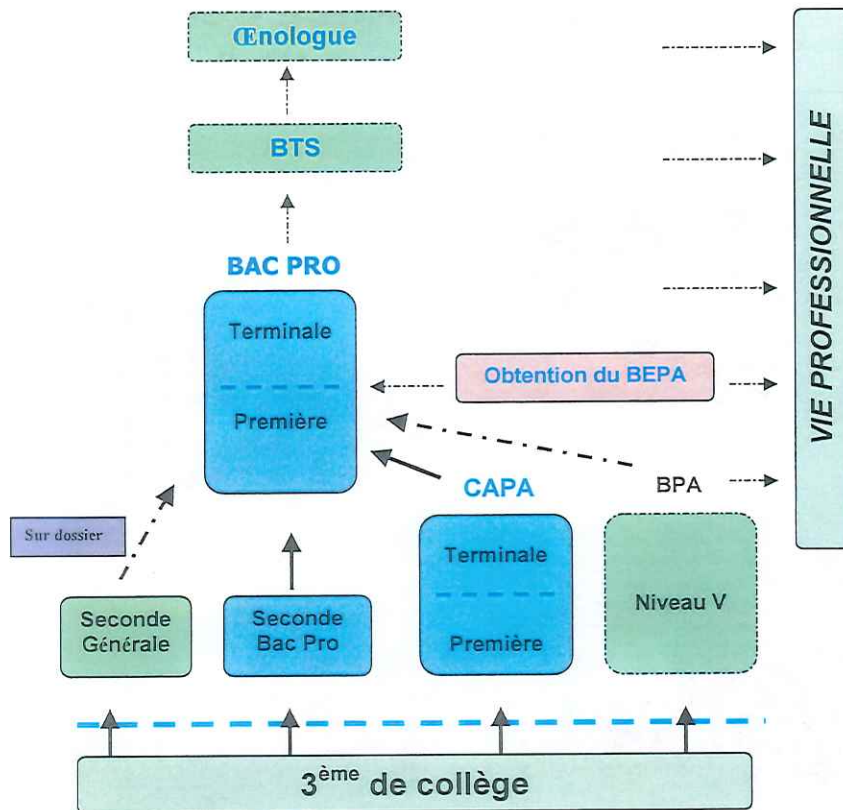 Œnologue
BTS
BAC PRO
Terminale
Première
Obtention du BEPA
VIE PROFESSIONNELLE
CAPA
BPA
Sur dossier
Terminale
Première
Niveau V
Seconde
Générale
Seconde
Bac Pro
3ème de collège